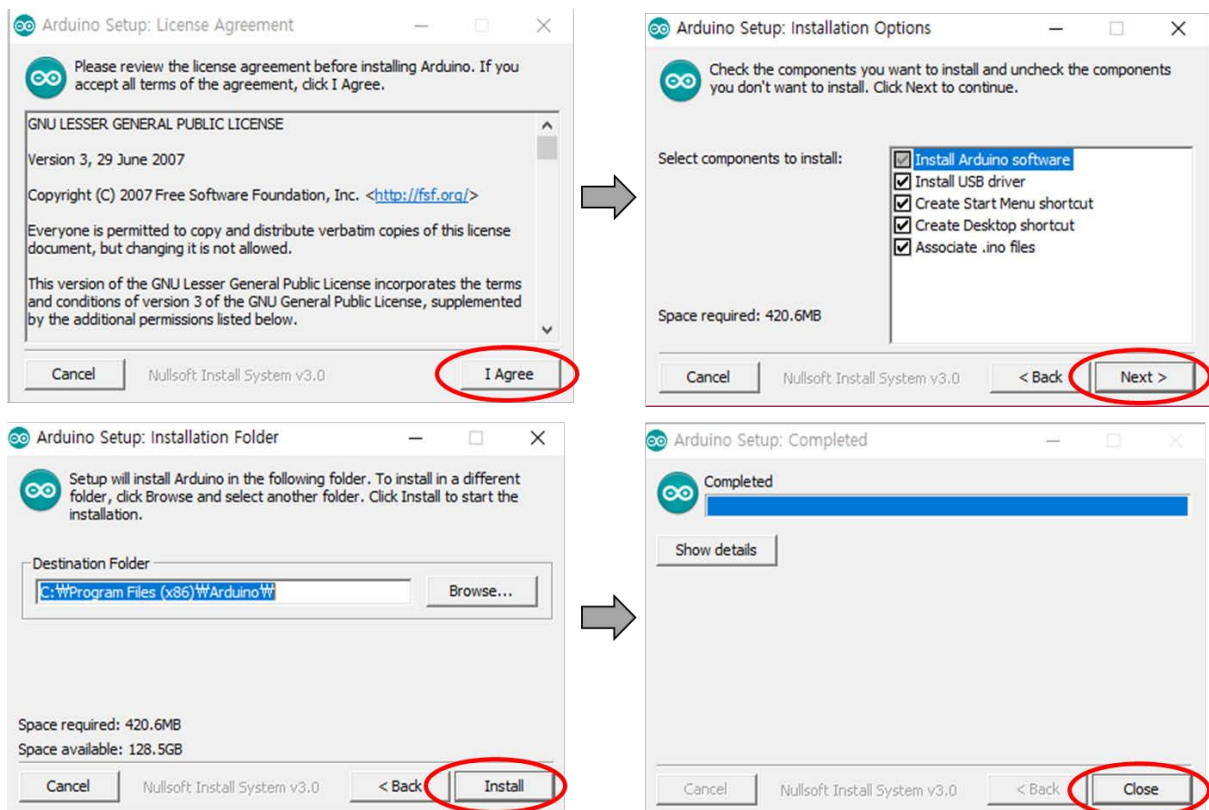 Arduino Setup: License Agreement
Please review the license agreement before installing Arduino. If you
accept all terms of the agreement, click I Agree.
GNU LESSER GENERAL PUBLIC LICENSE
Version 3, 29 June 2007
Copyright (C) 2007 Free Software Foundation, Inc. <http://fsf.org/>
Everyone is permitted to copy and distribute verbatim copies of this license
document, but changing it is not allowed.
This version of the GNU Lesser General Public License incorporates the terms
and conditions of version 3 of the GNU General Public License, supplemented
by the additional permissions listed below.
Cancel
Nullsoft Install System v3.0
I Agree
Arduino Setup: Installation Options
Check the components you want to install and uncheck the components
you don't want to install. Click Next to continue.
Select components to install:
Install Arduino software
Install USB driver
Create Start Menu shortcut
Create Desktop shortcut
Associate .ino files
Space required: 420.6MB
Cancel
Nullsoft Install System v3.0
< Back
Next >
Arduino Setup: Installation Folder
Setup will install Arduino in the following folder. To install in a different
folder, click Browse and select another folder. Click Install to start the
installation.
Destination Folder
C:₩Program Files (x86)₩Arduino₩
Browse...
Space required: 420.6MB
Space available: 128.5GB
Cancel
Nullsoft Install System v3.0
< Back
Install
Arduino Setup: Completed
Completed
Show details
Cancel
Nullsoft Install System v3.0
< Back
Close